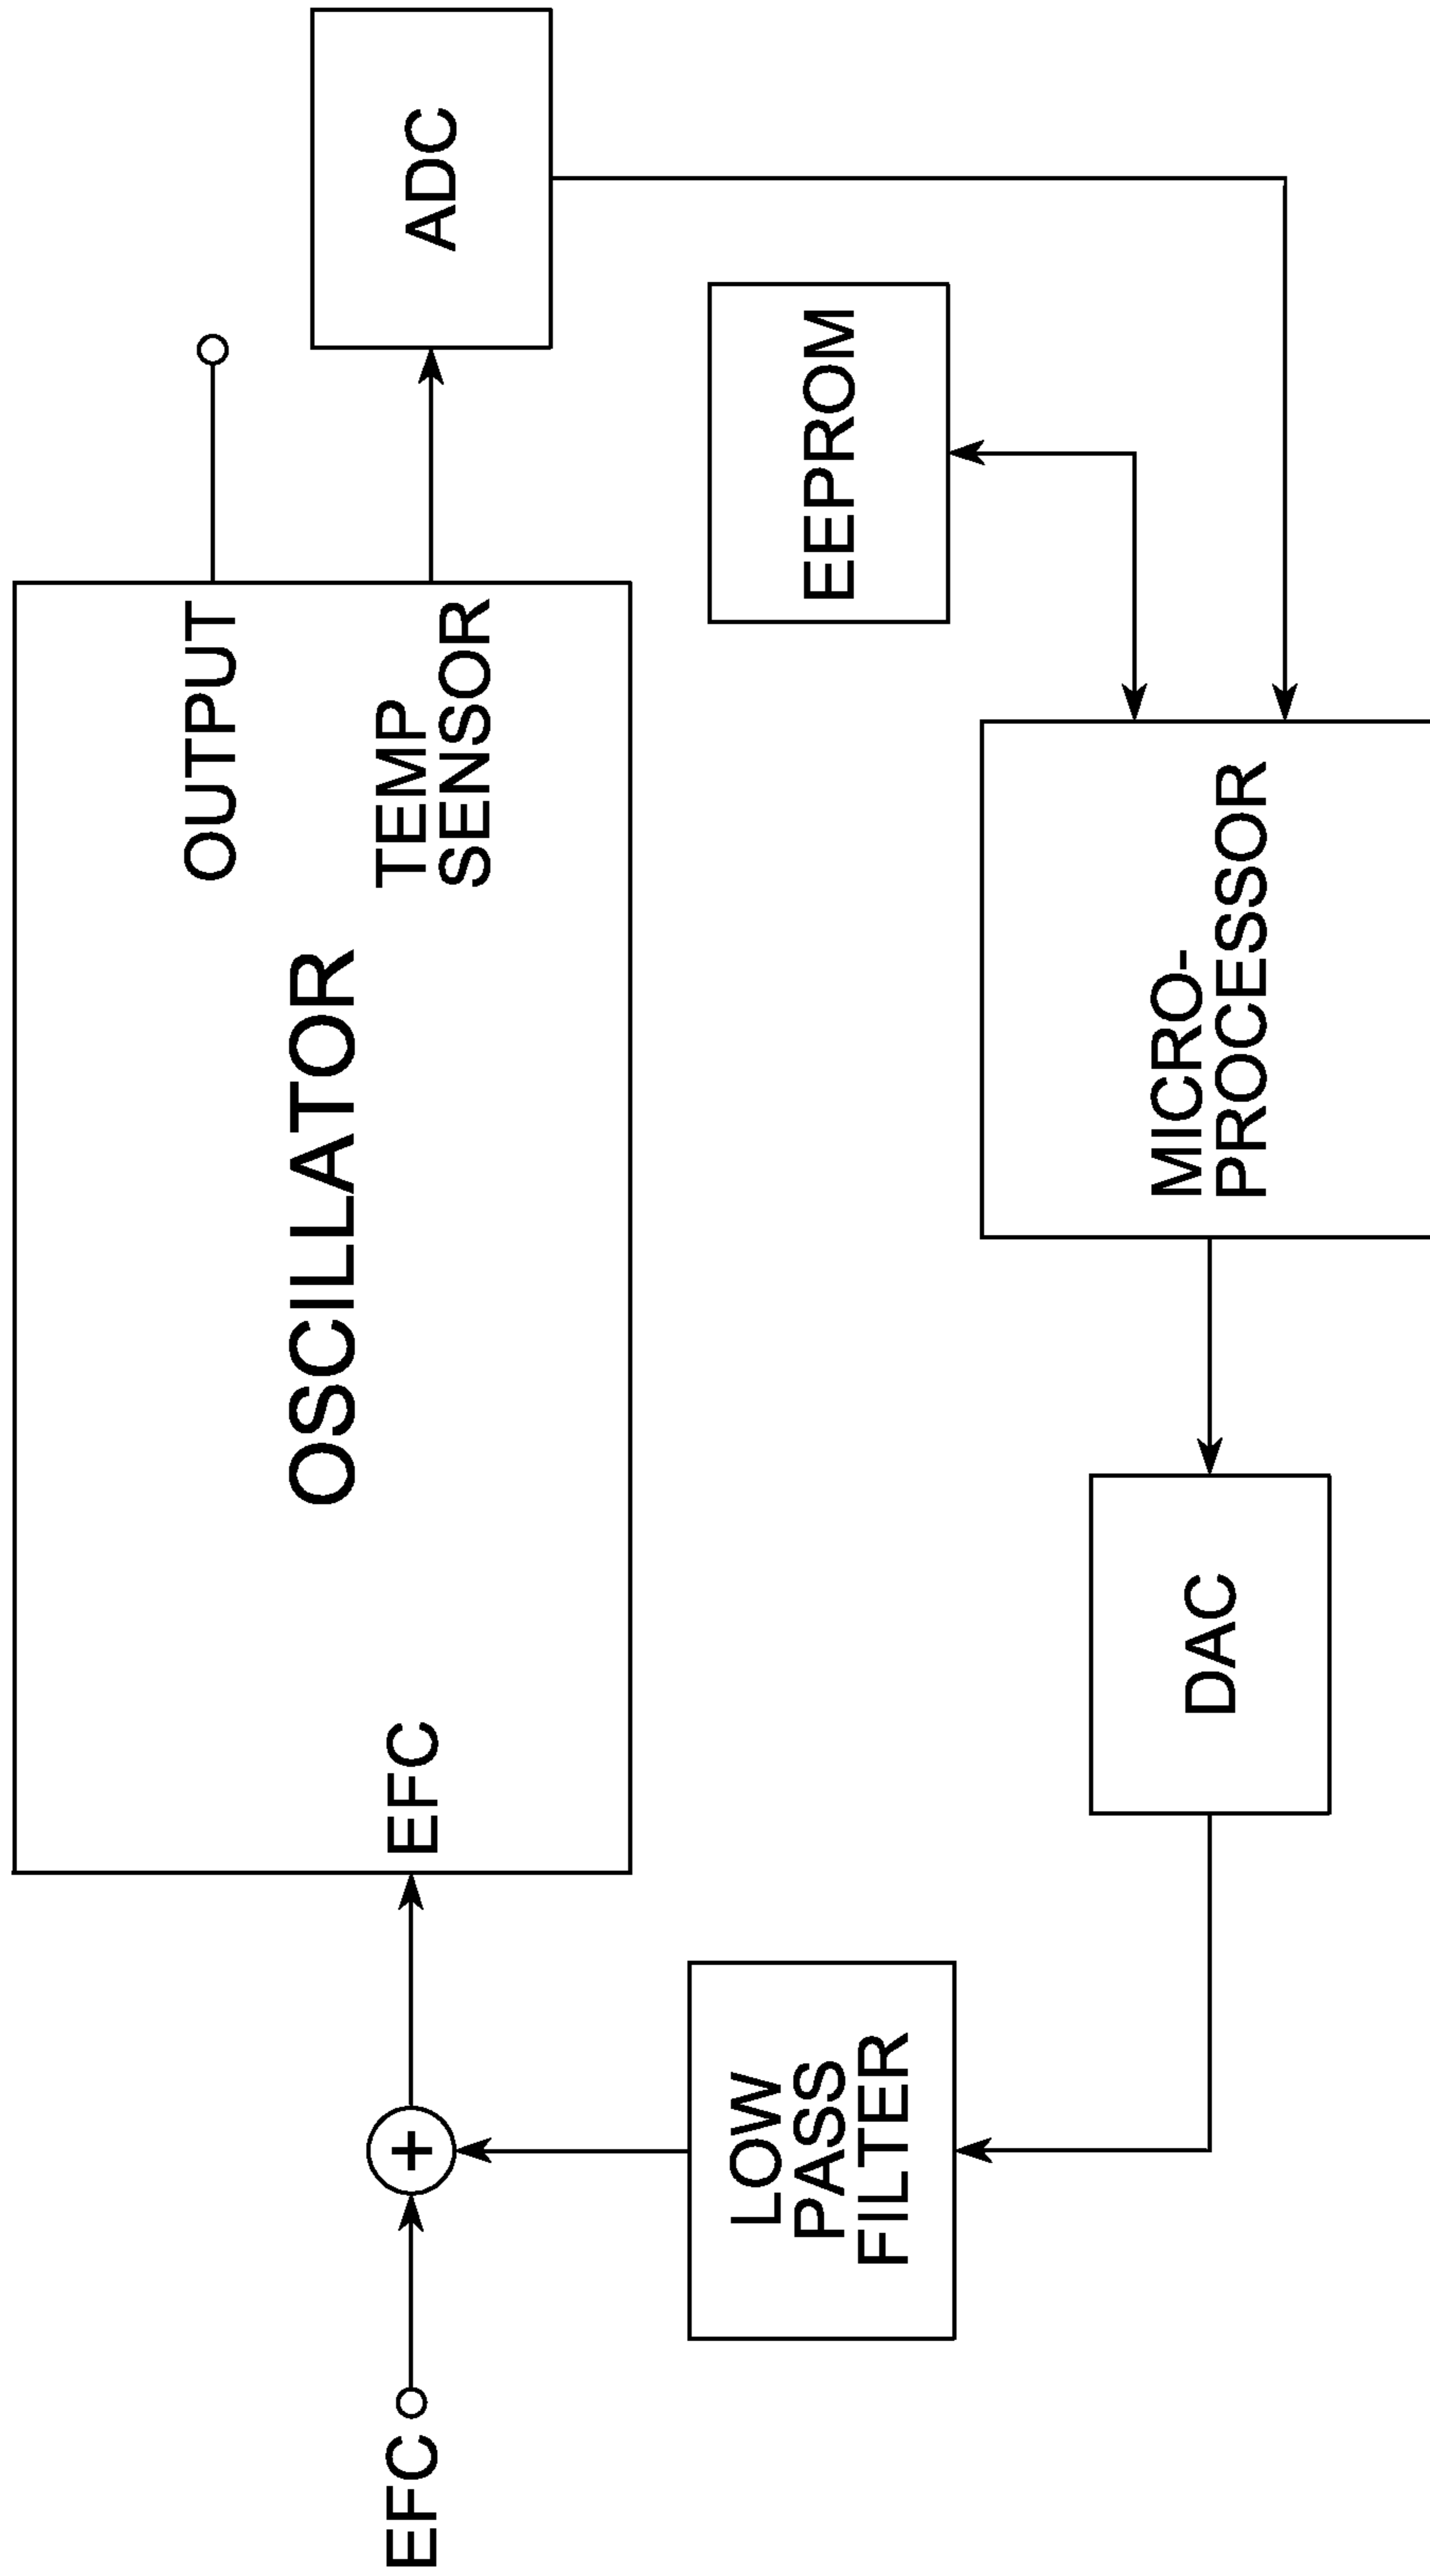 OUTPUT
OSCILLATOR
TEMP
SENSOR
EFC
EFC
+
ADC
LOW
PASS
FILTER
EEPROM
DAC
MICRO-
PROCESSOR